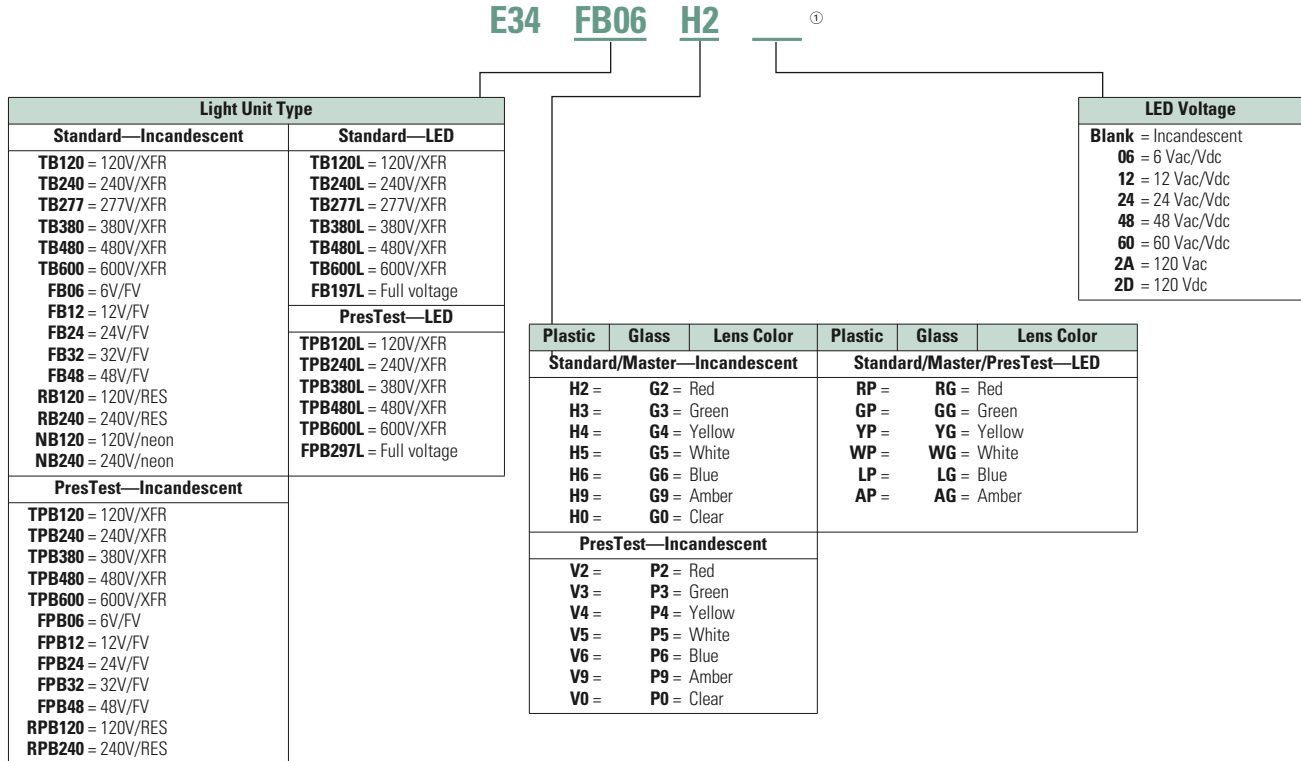 E34 FB06 H2 ①
Light Unit Type
Standard—Incandescent
TB120 = 120V/XFR
TB240 = 240V/XFR
TB277 = 277V/XFR
TB380 = 380V/XFR
TB480 = 480V/XFR
TB600 = 600V/XFR
FB06 = 6V/FV
FB12 = 12V/FV
FB24 = 24V/FV
FB32 = 32V/FV
FB48 = 48V/FV
RB120 = 120V/RES
RB240 = 240V/RES
NB120 = 120V/neon
NB240 = 240V/neon
PresTest—Incandescent
TPB120 = 120V/XFR
TPB240 = 240V/XFR
TPB380 = 380V/XFR
TPB480 = 480V/XFR
TPB600 = 600V/XFR
FPB06 = 6V/FV
FPB12 = 12V/FV
FPB24 = 24V/FV
FPB32 = 32V/FV
FPB48 = 48V/FV
RPB120 = 120V/RES
RPB240 = 240V/RES
Standard—LED
TB120L = 120V/XFR
TB240L = 240V/XFR
TB277L = 277V/XFR
TB380L = 380V/XFR
TB480L = 480V/XFR
TB600L = 600V/XFR
FB197L = Full voltage
PresTest—LED
TPB120L = 120V/XFR
TPB240L = 240V/XFR
TPB380L = 380V/XFR
TPB480L = 480V/XFR
TPB600L = 600V/XFR
FPB297L = Full voltage
Plastic Glass Lens Color
Standard/Master—Incandescent
H2 = G2 = Red
H3 = G3 = Green
H4 = G4 = Yellow
H5 = G5 = White
H6 = G6 = Blue
H9 = G9 = Amber
H0 = G0 = Clear
PresTest—Incandescent
V2 = P2 = Red
V3 = P3 = Green
V4 = P4 = Yellow
V5 = P5 = White
V6 = P6 = Blue
V9 = P9 = Amber
V0 = P0 = Clear
Plastic Glass Lens Color
Standard/Master/PresTest—LED
RP = RG = Red
GP = GG = Green
YP = YG = Yellow
WP = WG = White
LP = LG = Blue
AP = AG = Amber
LED Voltage
Blank = Incandescent
06 = 6 Vac/Vdc
12 = 12 Vac/Vdc
24 = 24 Vac/Vdc
48 = 48 Vac/Vdc
60 = 60 Vac/Vdc
2A = 120 Vac
2D = 120 Vdc